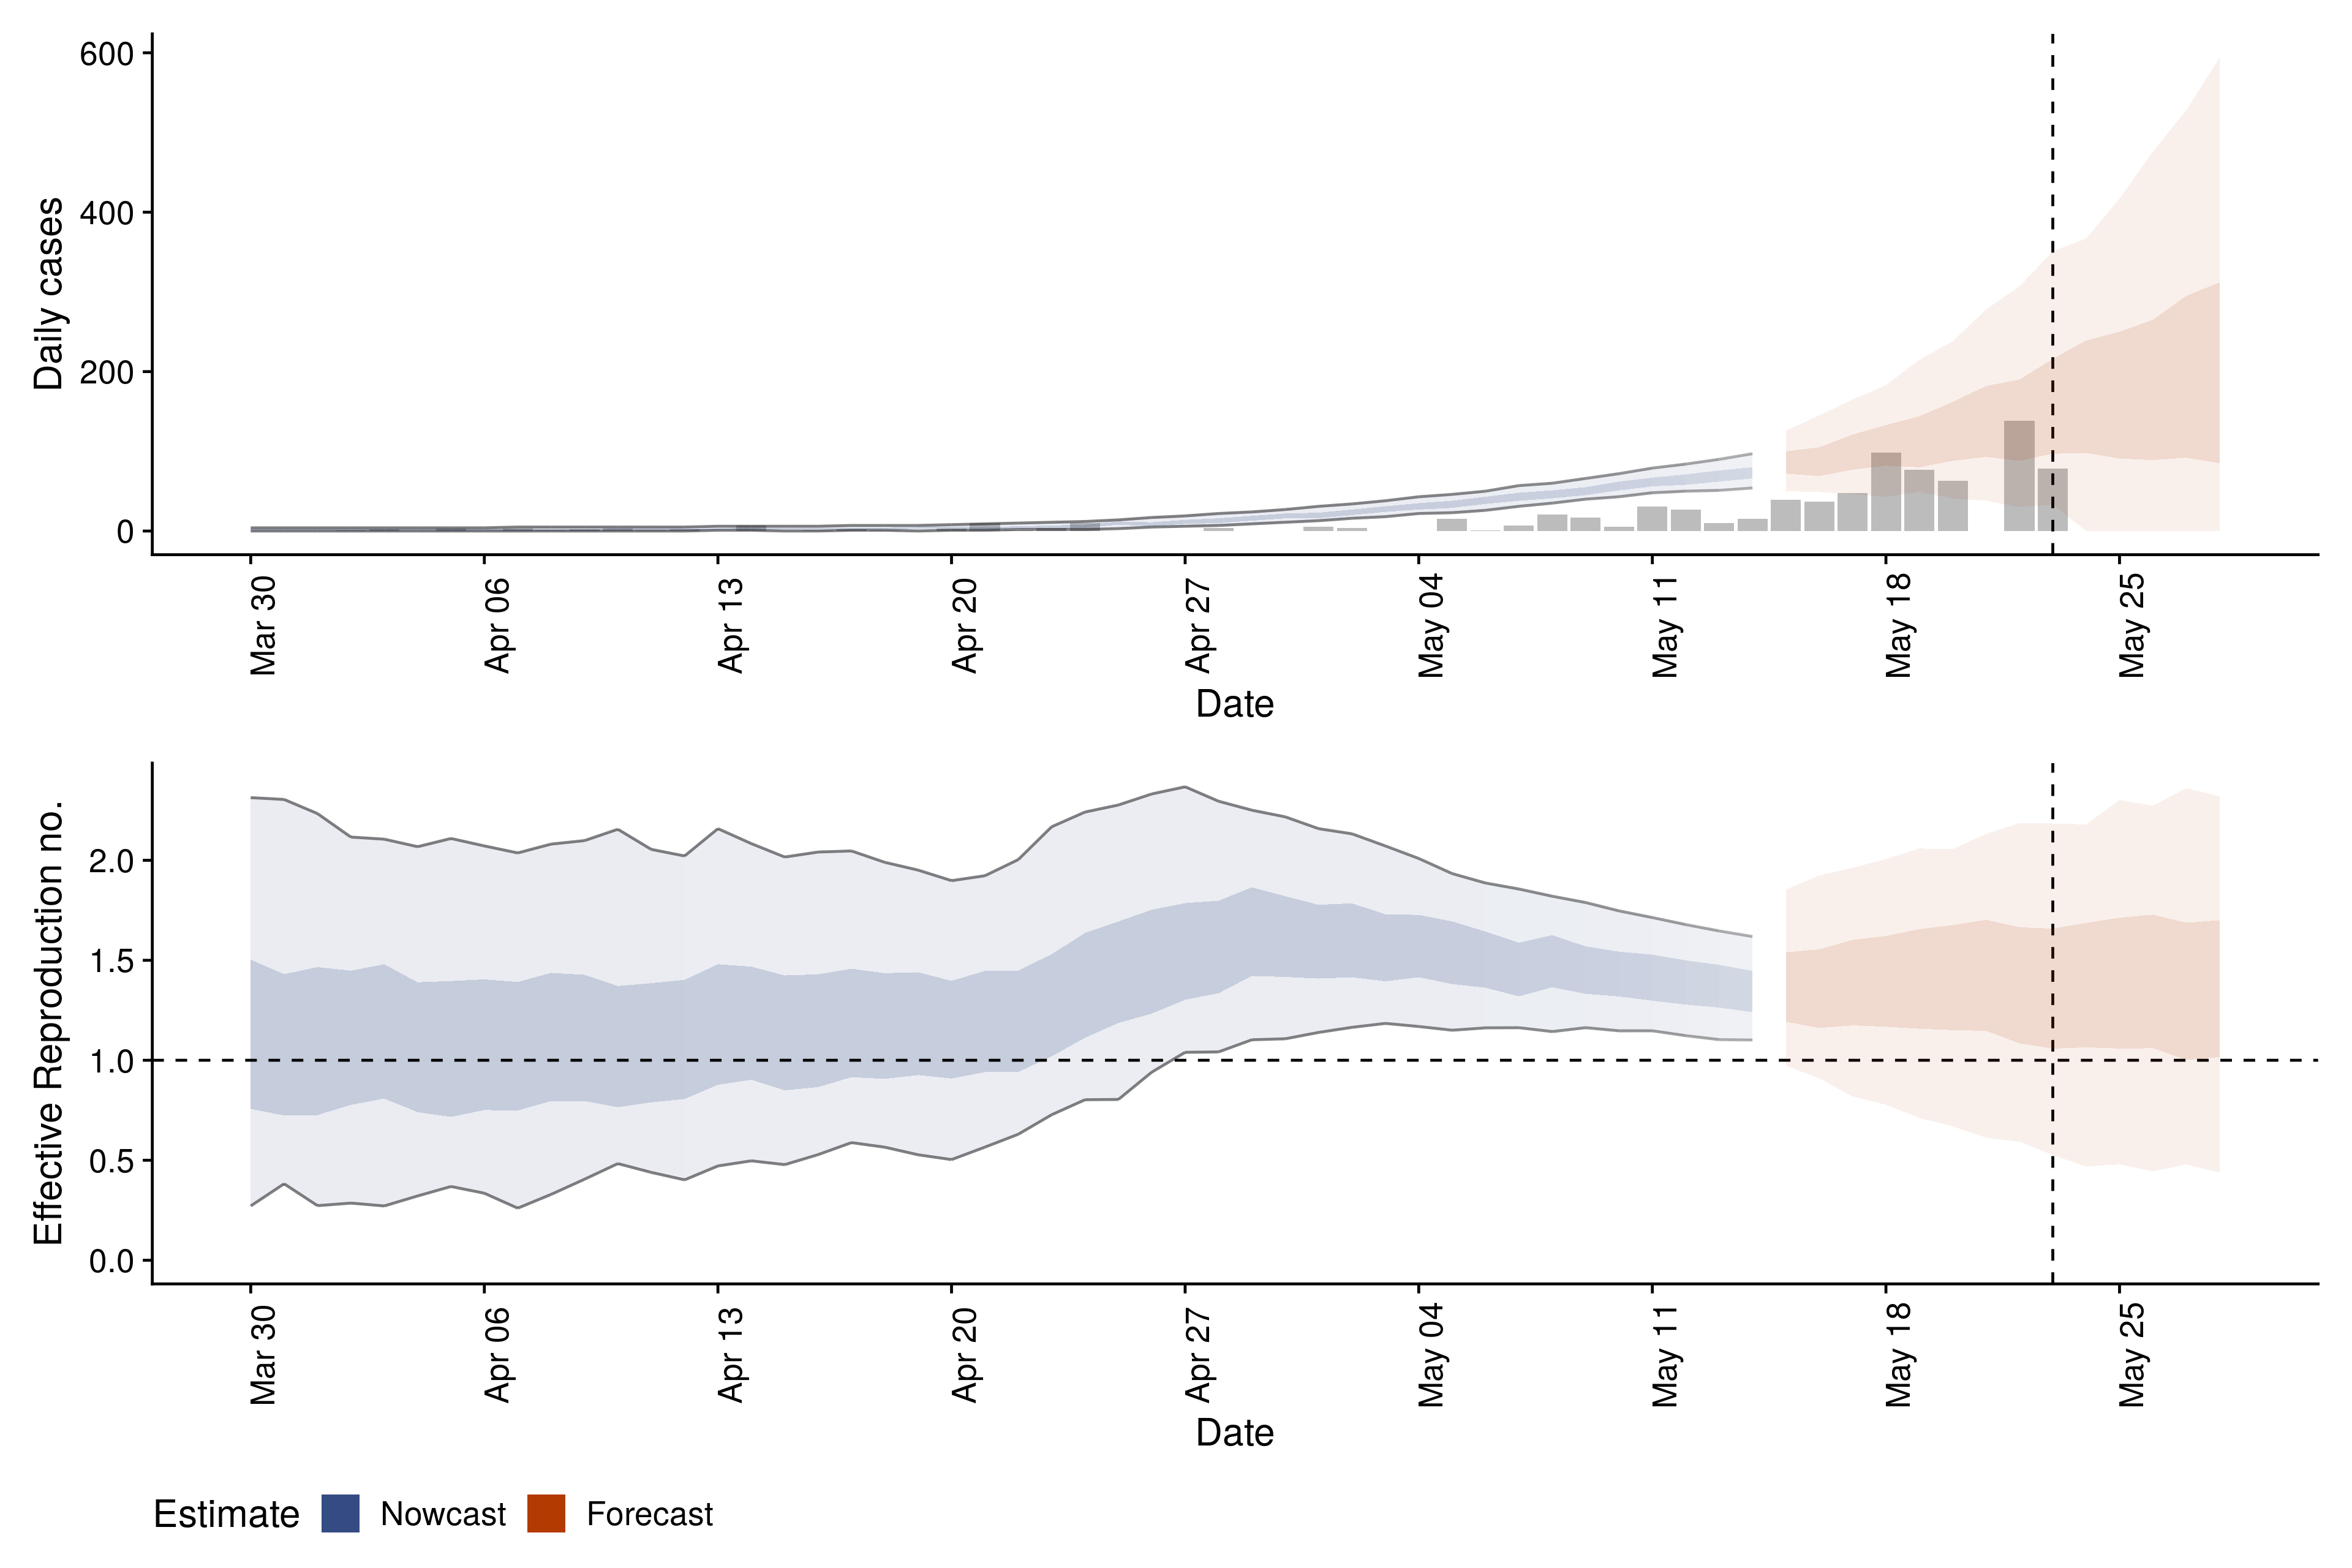 600
400
200
0
Daily cases
Mar 30
Apr 06
Apr 13
Apr 20
Apr 27
May 04
May 11
May 18
May 25
Date
2.0
1.5
1.0
0.5
0.0
Effective Reproduction no.
Mar 30
Apr 06
Apr 13
Apr 20
Apr 27
May 04
May 11
May 18
May 25
Date
Estimate Nowcast Forecast